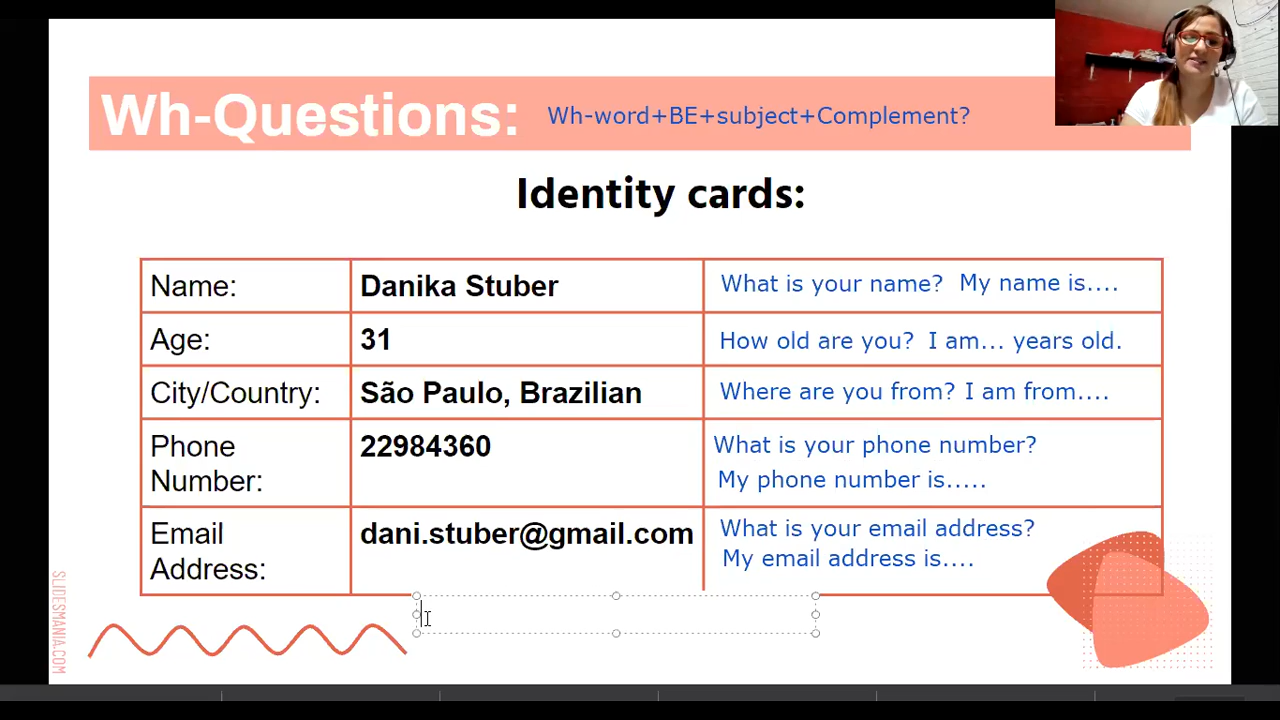 Wh-Questions: Wh-word+BE+subject+Complement?
Identity cards:
Name: Danika Stuber What is your name? My name is....
Age: 31 How old are you? I am... years old.
City/Country: São Paulo, Brazilian Where are you from? I am from....
Phone 22984360 What is your phone number?
Number: My phone number is.....
Email dani.stuber@gmail.com What is your email address?
Address: My email address is....
SLIDESMANIA.COM